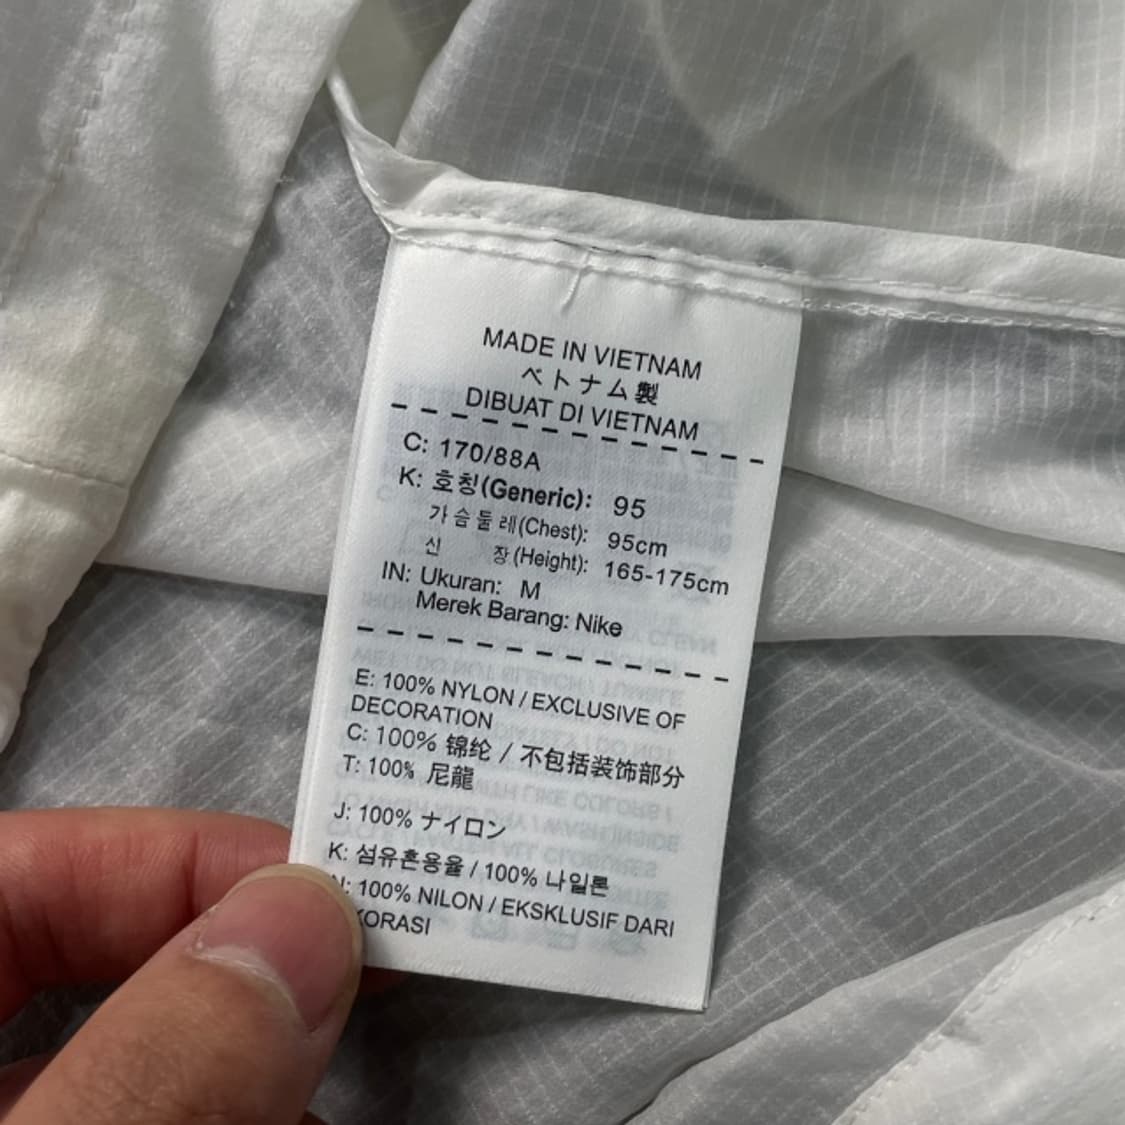 MADE IN VIETNAM
ベトナム製
DIBUAT DI VIETNAM
C: 170/88A
K: 호칭(Generic): 95
가슴둘레(Chest): 95cm
신 장(Height): 165-175cm
IN: Ukuran: M
Merek Barang: Nike
E: 100% NYLON / EXCLUSIVE OF
DECORATION
C: 100% 锦纶 / 不包括装饰部分
T: 100% 尼龍
J: 100% ナイロン
K: 섬유혼용율 / 100% 나일론
N: 100% NILON / EKSKLUSIF DARI
KORASI